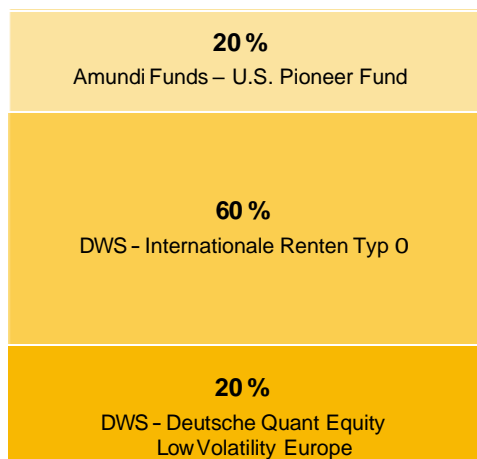 20 %
Amundi Funds – U.S. Pioneer Fund
60 %
DWS – Internationale Renten Typ O
20 %
DWS – Deutsche Quant Equity
Low Volatility Europe